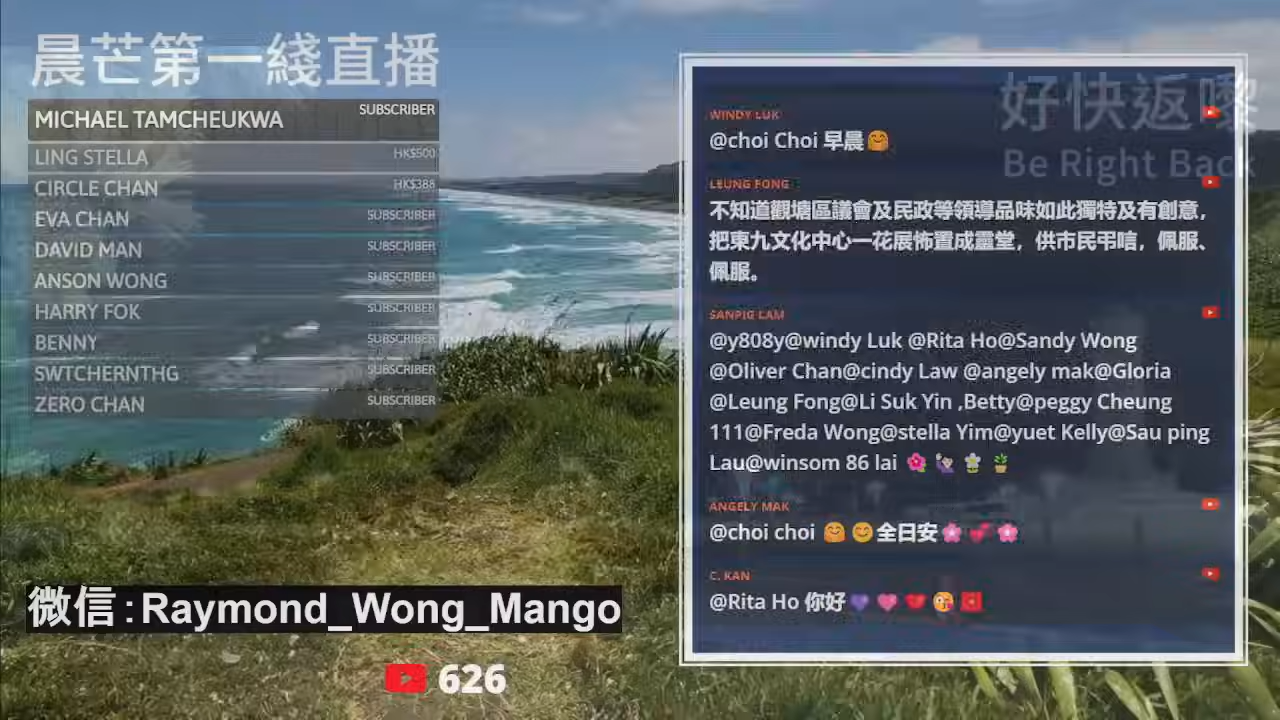 晨芒第一綫直播
MICHAEL TAMCHEUKWA SUBSCRIBER
LING STELLA HK$500
CIRCLE CHAN HK$388
EVA CHAN SUBSCRIBER
DAVID MAN SUBSCRIBER
ANSON WONG SUBSCRIBER
HARRY FOK SUBSCRIBER
BENNY SUBSCRIBER
SWTCHERNTHG SUBSCRIBER
ZERO CHAN SUBSCRIBER
微信:Raymond_Wong_Mango
626
好快返嚟
Be Right Back
WINDY LUK
@choi Choi 早晨🤗
LEUNG FONG
不知道觀塘區議會及民政等領導品味如此獨特及有創意，
把東九文化中心一花展佈置成靈堂，供市民弔唁，佩服、
佩服。
SANPIG LAM
@y808y@windy Luk @Rita Ho@Sandy Wong
@Oliver Chan@cindy Law @angely mak@Gloria
@Leung Fong@Li Suk Yin ,Betty@peggy Cheung
111@Freda Wong@stella Yim@yuet Kelly@Sau ping
Lau@winsom 86 lai
ANGELY MAK
@choi choi 🤗😊全日安🌸💕🌸
C. KAN
@Rita Ho 你好